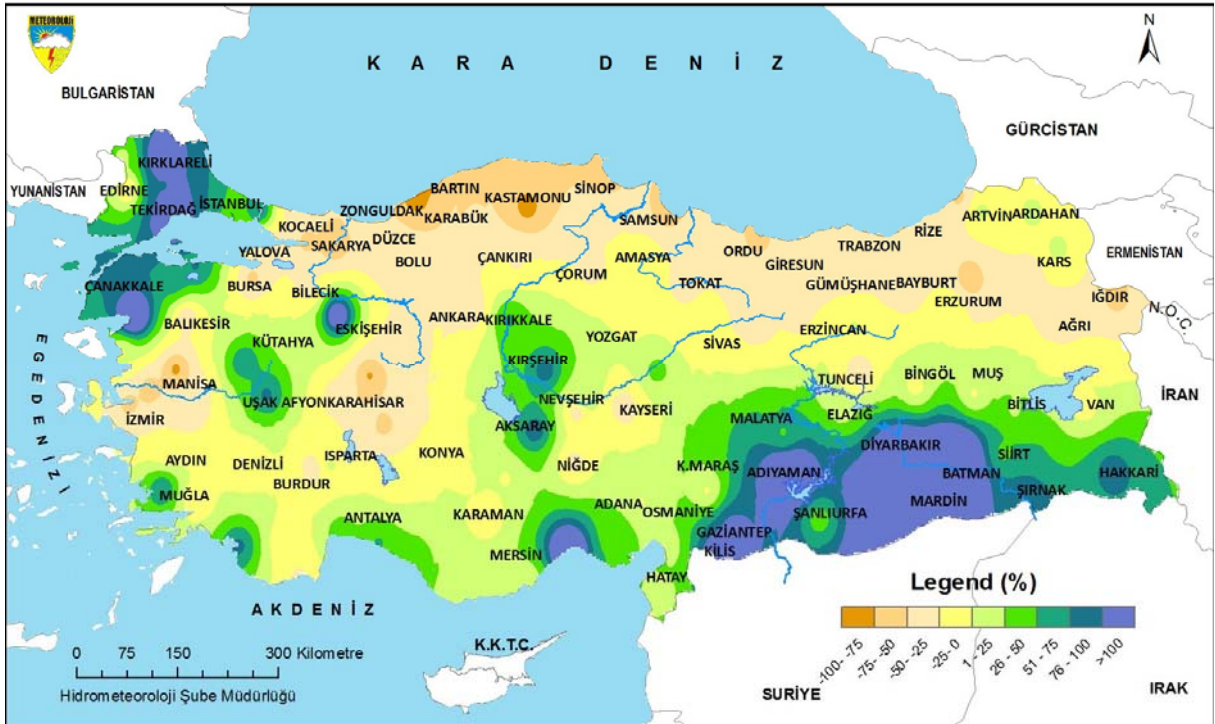 METEOROLOJİ
N
KARA DENİZ
BULGARİSTAN
GÜRCİSTAN
YUNANİSTAN
ERMENİSTAN
N.O.C.
İRAN
EGE DENİZİ
KIRKLARELİ
EDİRNE
TEKİRDAĞ
İSTANBUL
KOCAELİ
YALOVA
SAKARYA
DÜZCE
ZONGULDAK
BARTIN
KARABÜK
KASTAMONU
SİNOP
SAMSUN
BOLU
ÇANKIRI
ÇORUM
AMASYA
TOKAT
ORDU
GİRESUN
TRABZON
RİZE
ARTVİN
ARDAHAN
KARS
IĞDIR
AĞRI
GÜMÜŞHANE
BAYBURT
ERZURUM
ERZİNCAN
ÇANAKKALE
BURSA
BİLECİK
BALIKESİR
ESKİŞEHİR
KÜTAHYA
ANKARA
KIRIKKALE
YOZGAT
SİVAS
KIRŞEHİR
NEVŞEHİR
KAYSERİ
MANİSA
İZMİR
UŞAK
AFYONKARAHİSAR
AKSARAY
TUNCELİ
BİNGÖL
MUŞ
BİTLİS
VAN
ELAZIĞ
MALATYA
DİYARBAKIR
SİİRT
BATMAN
HAKKARİ
ŞIRNAK
MARDİN
ADIYAMAN
ŞANLIURFA
K.MARAŞ
GAZİANTEP
KİLİS
AYDIN
DENİZLİ
ISPARTA
BURDUR
MUĞLA
KONYA
NİĞDE
ANTALYA
KARAMAN
MERSİN
ADANA
OSMANİYE
HATAY
AKDENİZ
K.K.T.C.
SURİYE
IRAK
0 75 150 300 Kilometre
Hidrometeoroloji Şube Müdürlüğü
Legend (%)
-100- -75
-75- -50
-50- -25
-25- 0
1 - 25
26 - 50
51 - 75
76 - 100
>100